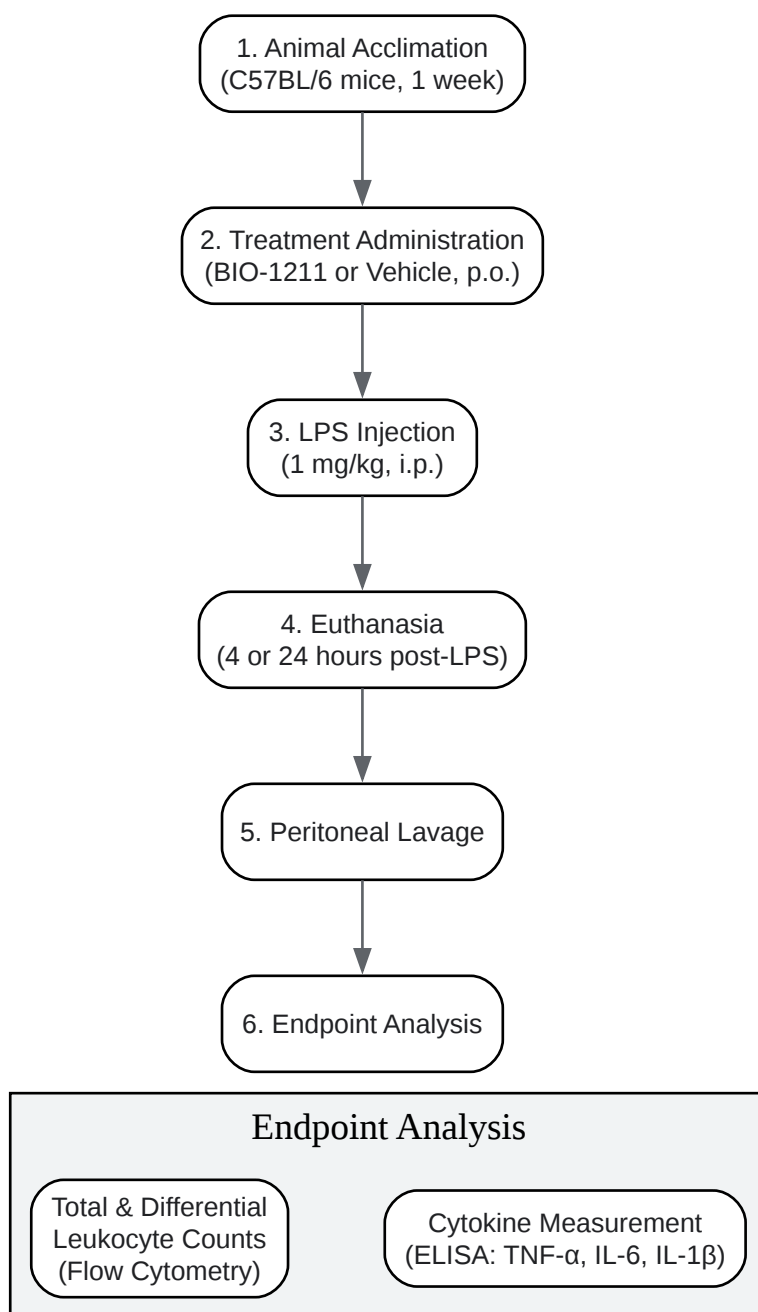 1. Animal Acclimation
(C57BL/6 mice, 1 week)
2. Treatment Administration
(BIO-1211 or Vehicle, p.o.)
3. LPS Injection
(1 mg/kg, i.p.)
4. Euthanasia
(4 or 24 hours post-LPS)
5. Peritoneal Lavage
6. Endpoint Analysis
Endpoint Analysis
Total & Differential
Leukocyte Counts
(Flow Cytometry)
Cytokine Measurement
(ELISA: TNF-α, IL-6, IL-1β)